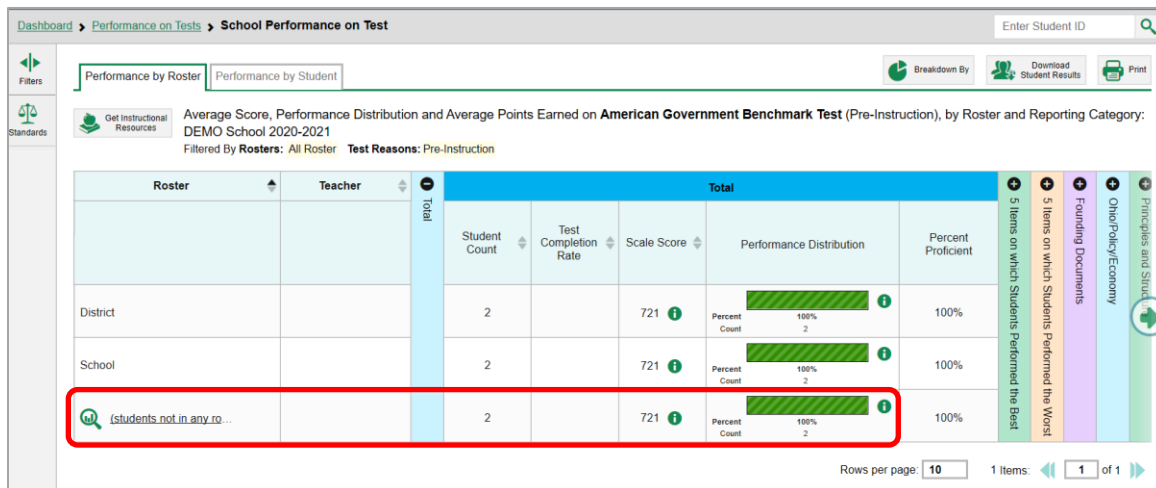 Dashboard > Performance on Tests > School Performance on Test
Enter Student ID
Filters
Standards
Performance by Roster
Performance by Student
Breakdown By
Download
Student Results
Print
Get Instructional
Resources
Average Score, Performance Distribution and Average Points Earned on American Government Benchmark Test (Pre-Instruction), by Roster and Reporting Category:
DEMO School 2020-2021
Filtered By Rosters: All Roster Test Reasons: Pre-Instruction
Roster
Teacher
Total
Total
Student
Count
Test
Completion
Rate
Scale Score
Performance Distribution
Percent
Proficient
5 Items on which Students Performed the Best
5 Items on which Students Performed the Worst
Founding Documents
Ohio/Policy/Economy
Principles and Structure
District
2
721
Percent 100%
Count 2
100%
School
2
721
Percent 100%
Count 2
100%
(students not in any ro...
2
721
Percent 100%
Count 2
100%
Rows per page: 10 1 Items: 1 of 1